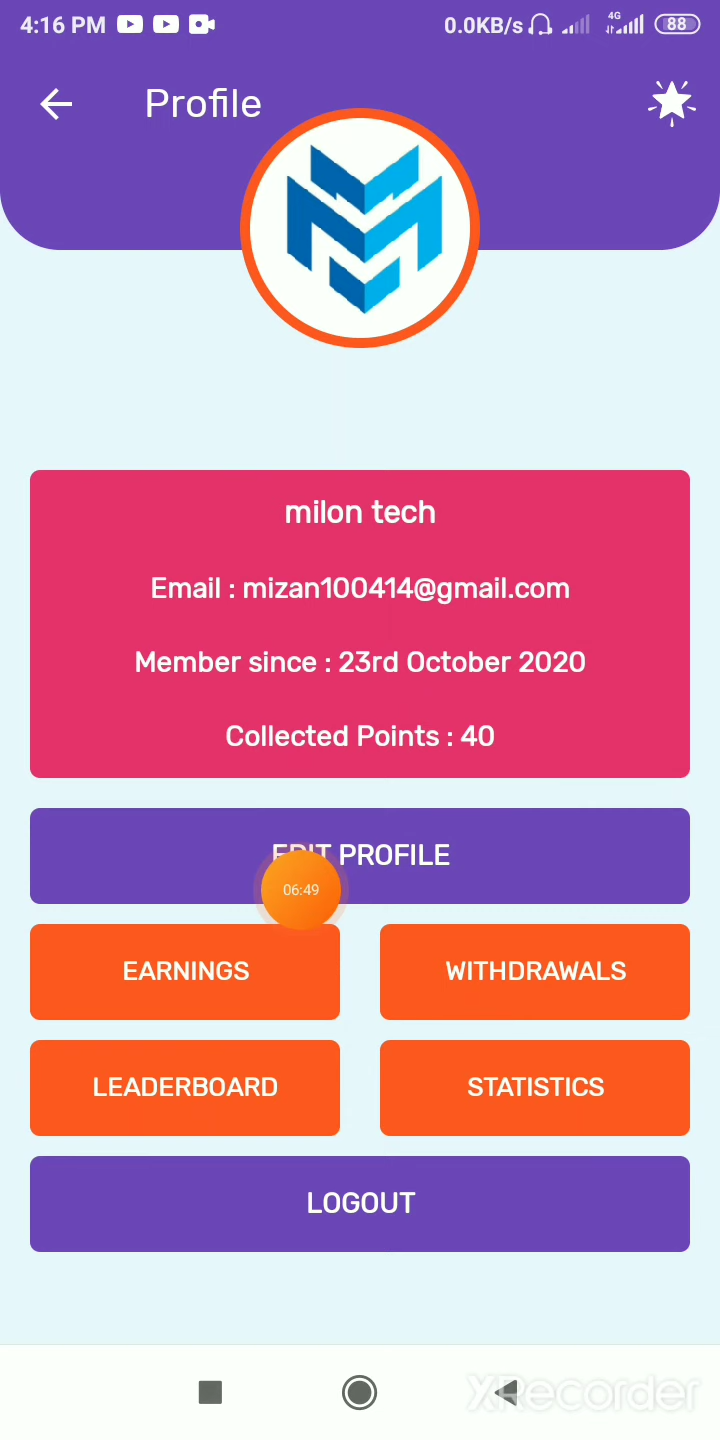 4:16 PM 0.0KB/s 4G 88
Profile
milon tech
Email : mizan100414@gmail.com
Member since : 23rd October 2020
Collected Points : 40
EDIT PROFILE
06:49
EARNINGS WITHDRAWALS
LEADERBOARD STATISTICS
LOGOUT
XRecorder